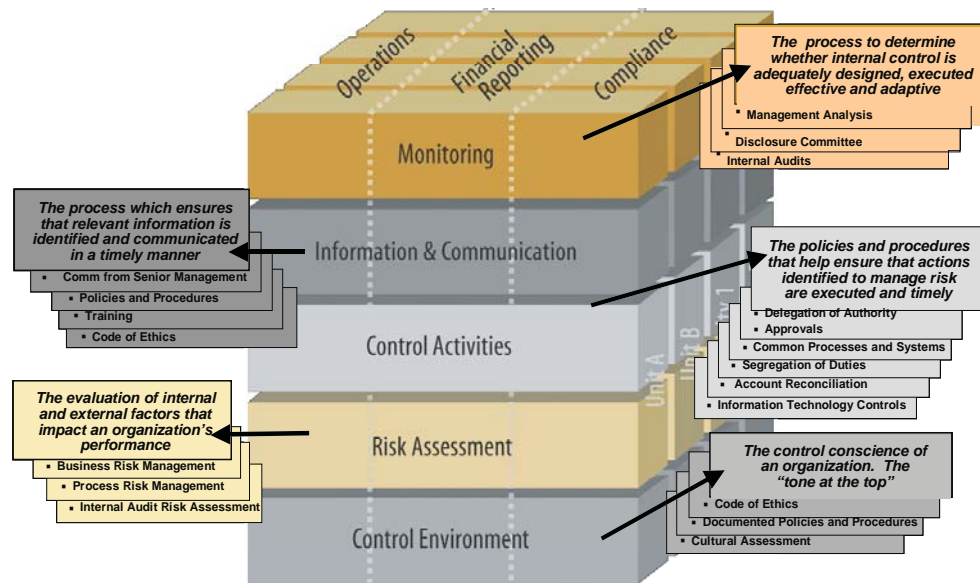 Operations
Financial
Reporting
Compliance
Monitoring
Information & Communication
Control Activities
Risk Assessment
Control Environment
Unit A
Unit B
The process to determine
whether internal control is
adequately designed, executed
effective and adaptive
▪ Management Analysis
▪ Disclosure Committee
▪ Internal Audits
The process which ensures
that relevant information is
identified and communicated
in a timely manner
▪ Comm from Senior Management
▪ Policies and Procedures
▪ Training
▪ Code of Ethics
The policies and procedures
that help ensure that actions
identified to manage risk
are executed and timely
▪ Delegation of Authority
▪ Approvals
▪ Common Processes and Systems
▪ Segregation of Duties
▪ Account Reconciliation
▪ Information Technology Controls
The evaluation of internal
and external factors that
impact an organization's
performance
▪ Business Risk Management
▪ Process Risk Management
▪ Internal Audit Risk Assessment
The control conscience of
an organization. The
“tone at the top”
▪ Code of Ethics
▪ Documented Policies and Procedures
▪ Cultural Assessment